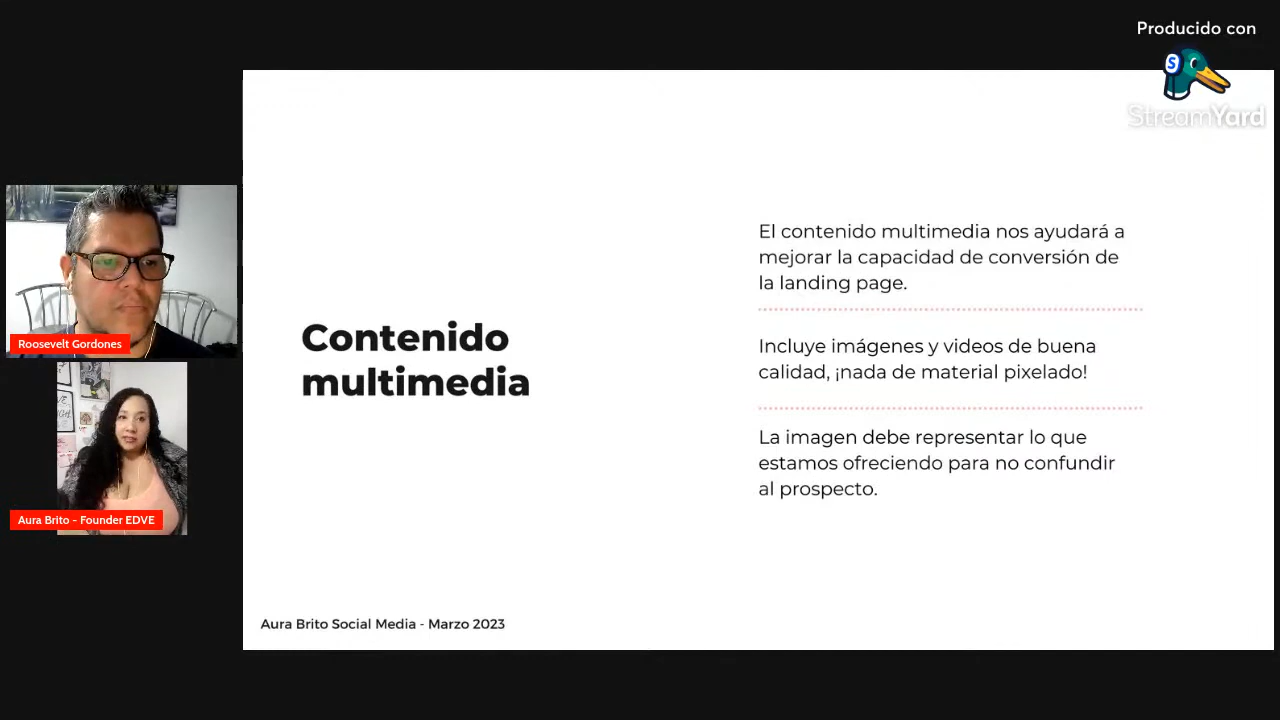 Producido con
StreamYard
El contenido multimedia nos ayudará a
mejorar la capacidad de conversión de
la landing page.
Contenido
multimedia
Incluye imágenes y videos de buena
calidad, ¡nada de material pixelado!
La imagen debe representar lo que
estamos ofreciendo para no confundir
al prospecto.
Roosevelt Gordones
Aura Brito - Founder EDVE
Aura Brito Social Media - Marzo 2023